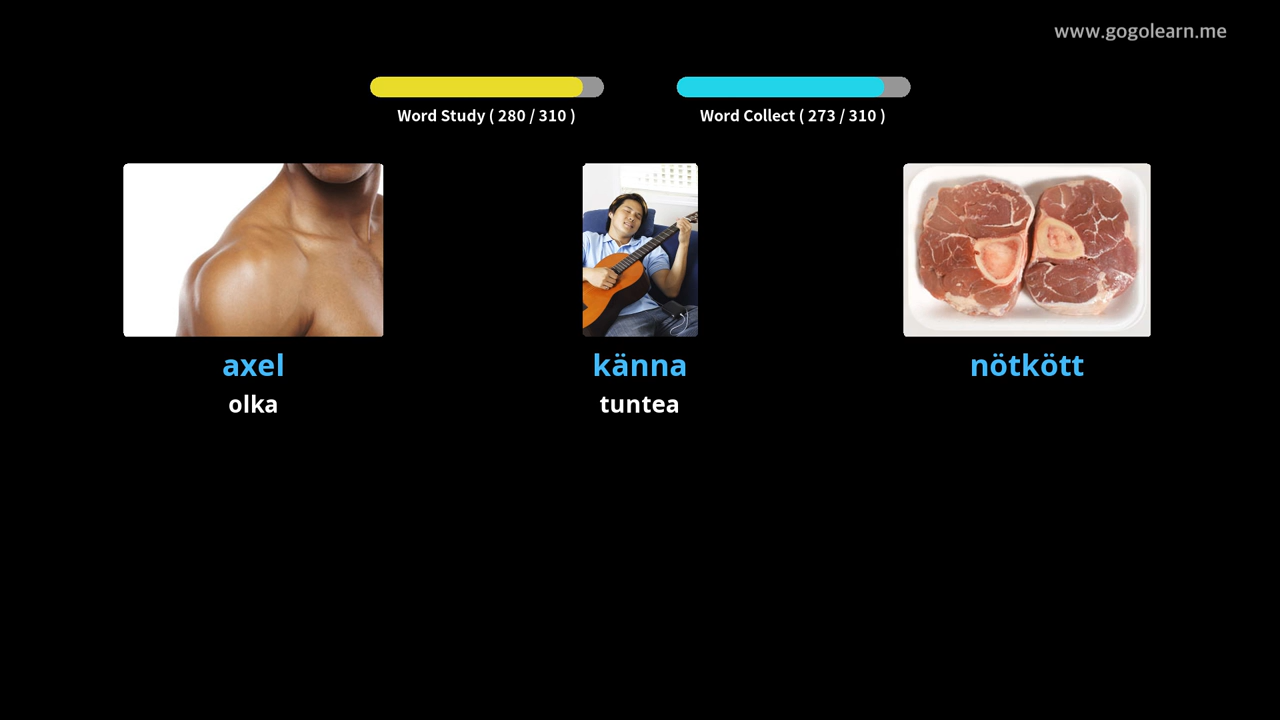 www.gogolearn.me
Word Study ( 280 / 310 )
Word Collect ( 273 / 310 )
axel
känna
nötkött
olka
tuntea